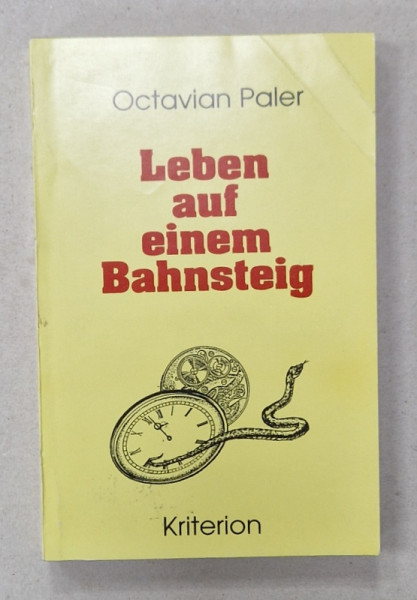 Octavian Paler
Leben
auf
einem
Bahnsteig
Kriterion